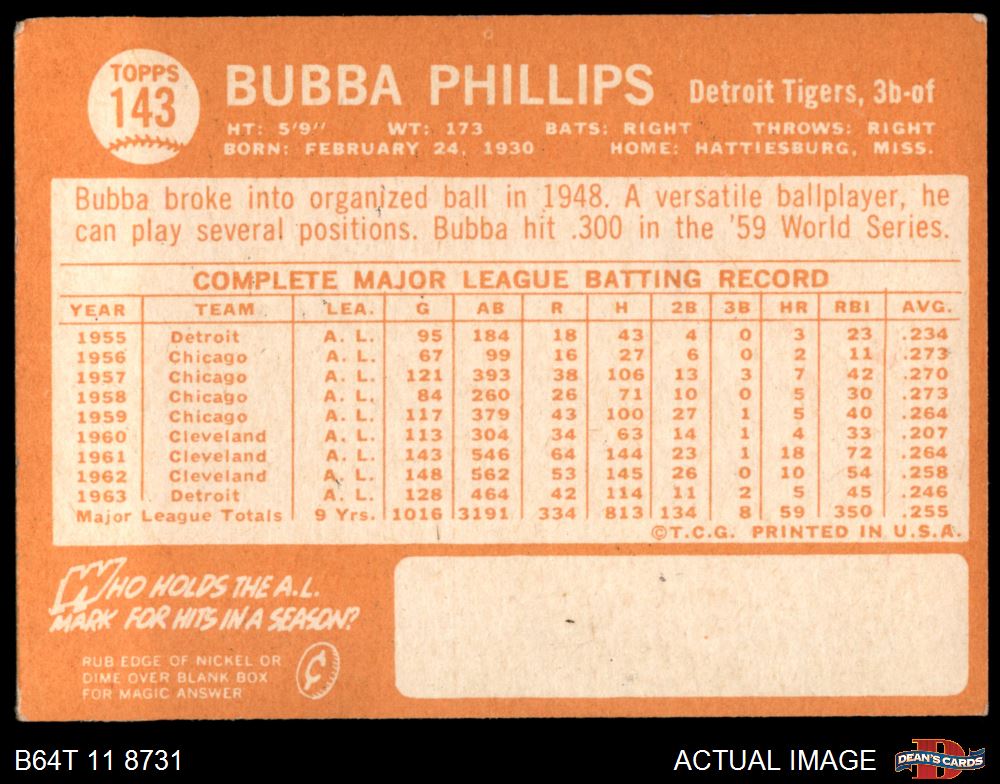 TOPPS
143
BUBBA PHILLIPS Detroit Tigers, 3b-of
HT: 5'9" WT: 173 BATS: RIGHT THROWS: RIGHT
BORN: FEBRUARY 24, 1930 HOME: HATTIESBURG, MISS.
Bubba broke into organized ball in 1948. A versatile ballplayer, he
can play several positions. Bubba hit .300 in the '59 World Series.
COMPLETE MAJOR LEAGUE BATTING RECORD
YEAR TEAM LEA. G AB R H 2B 3B HR RBI AVG.
1955 Detroit A. L. 95 184 18 43 4 0 3 23 .234
1956 Chicago A. L. 67 99 16 27 6 0 2 11 .273
1957 Chicago A. L. 121 393 38 106 13 3 7 42 .270
1958 Chicago A. L. 84 260 26 71 10 0 5 30 .273
1959 Chicago A. L. 117 379 43 100 27 1 5 40 .264
1960 Cleveland A. L. 113 304 34 63 14 1 4 33 .207
1961 Cleveland A. L. 143 546 64 144 23 1 18 72 .264
1962 Cleveland A. L. 148 562 53 145 26 0 10 54 .258
1963 Detroit A. L. 128 464 42 114 11 2 5 45 .246
Major League Totals 9 Yrs. 1016 3191 334 813 134 8 59 350 .255
©T.C.G. PRINTED IN U.S.A.
WHO HOLDS THE A.L.
MARK FOR HITS IN A SEASON?
RUB EDGE OF NICKEL OR
DIME OVER BLANK BOX
FOR MAGIC ANSWER
¢
B64T 11 8731 ACTUAL IMAGE D DEAN'S CARDS